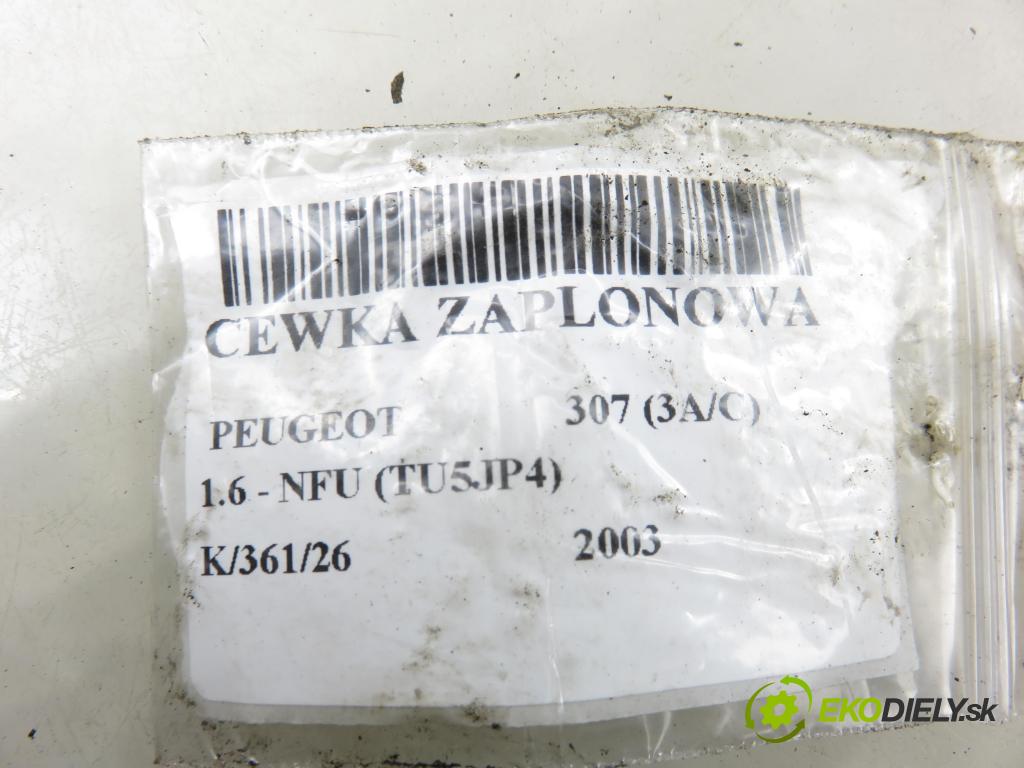 CEWKA ZAPLONOWA
PEUGEOT 307 (3A/C)
1.6 - NFU (TU5JP4)
K/361/26 2003
EKODIELY.sk